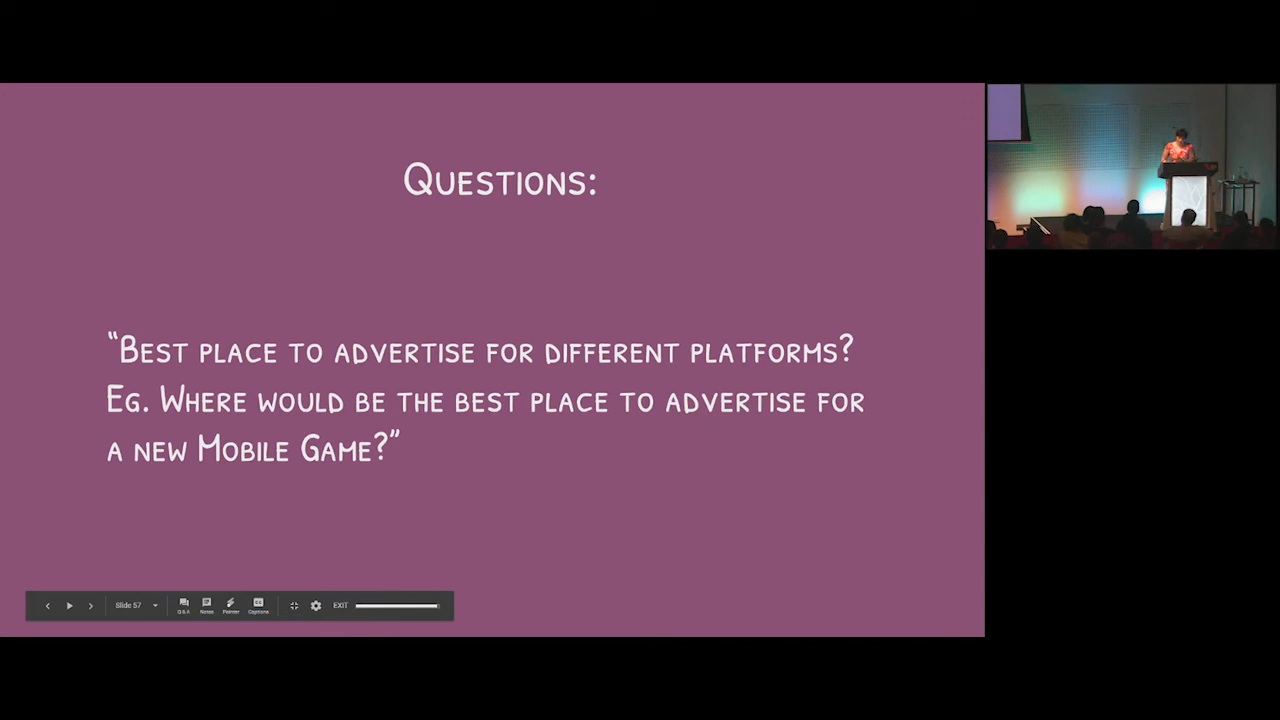 Questions:
“Best place to advertise for different platforms?
Eg. Where would be the best place to advertise for
a new Mobile Game?”
Slide 57
Q&A
Notes
Pointer
Captions
EXIT